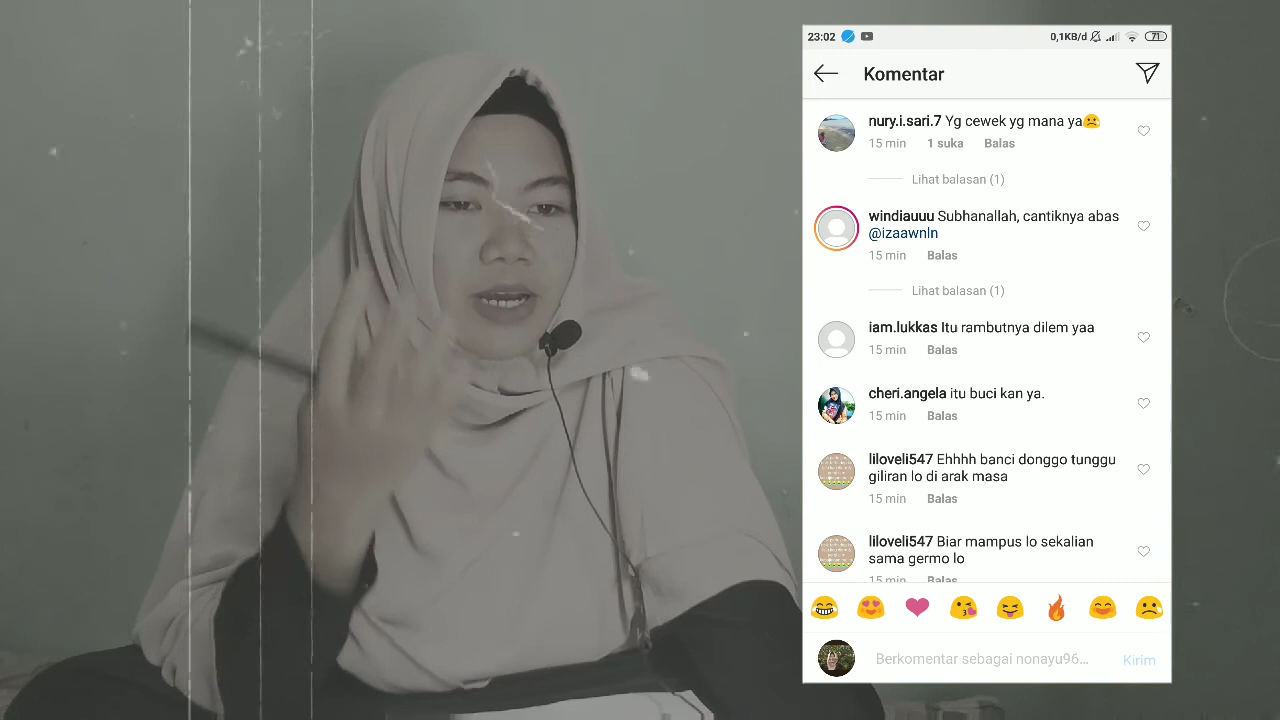 23:02
0,1KB/d
71
Komentar
nury.i.sari.7 Yg cewek yg mana ya☹️
15 min 1 suka Balas
Lihat balasan (1)
windiauuu Subhanallah, cantiknya abas
@izaawnln
15 min Balas
Lihat balasan (1)
iam.lukkas Itu rambutnya dilem yaa
15 min Balas
cheri.angela itu buci kan ya.
15 min Balas
liloveli547 Ehhhh banci donggo tunggu
giliran lo di arak masa
15 min Balas
liloveli547 Biar mampus lo sekalian
sama germo lo
15 min Balas
😂 😍 ❤️ 😘 😝 🔥 😊 ☹️
Berkomentar sebagai nonayu96...
Kirim